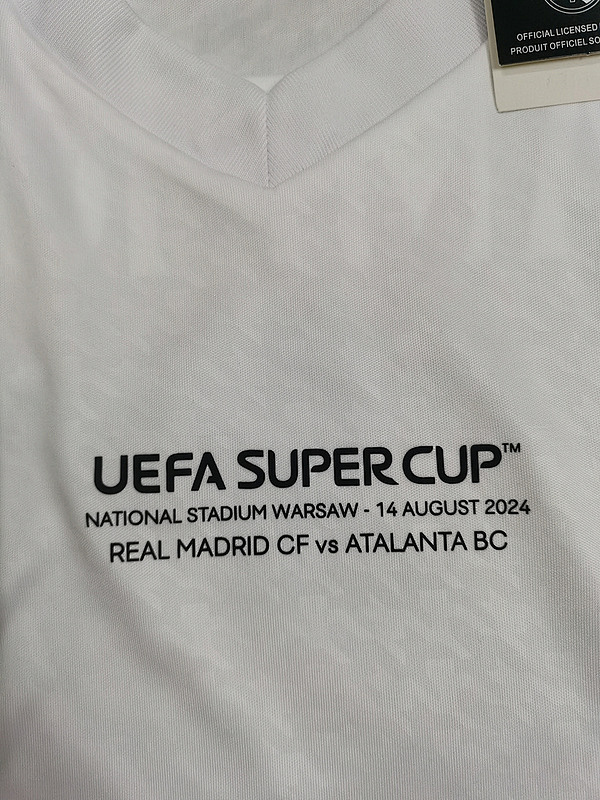 OFFICIAL LICENSED
PRODUIT OFFICIEL
UEFA SUPER CUP™
NATIONAL STADIUM WARSAW - 14 AUGUST 2024
REAL MADRID CF vs ATALANTA BC